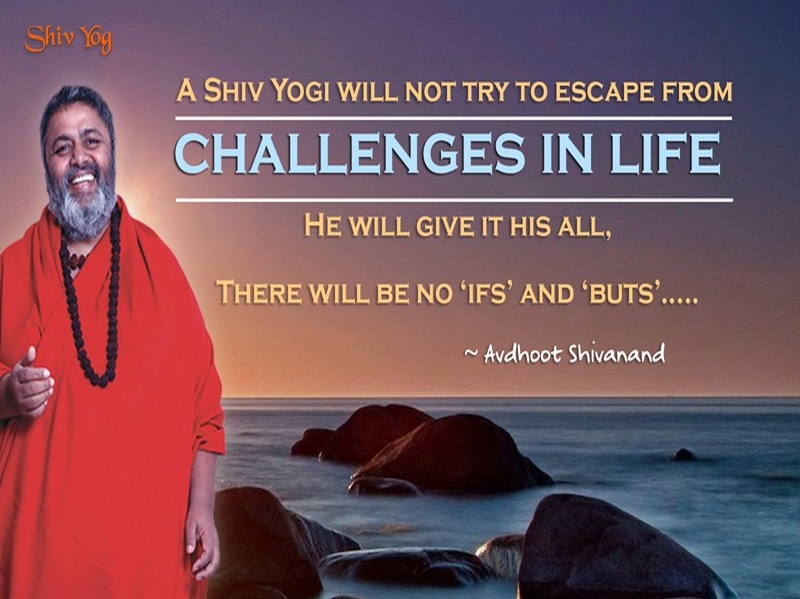 Shiv Yog
A Shiv Yogi will not try to escape from
CHALLENGES IN LIFE
He will give it his all,
There will be no ‘ifs’ and ‘buts’.....
~ Avdhoot Shivanand